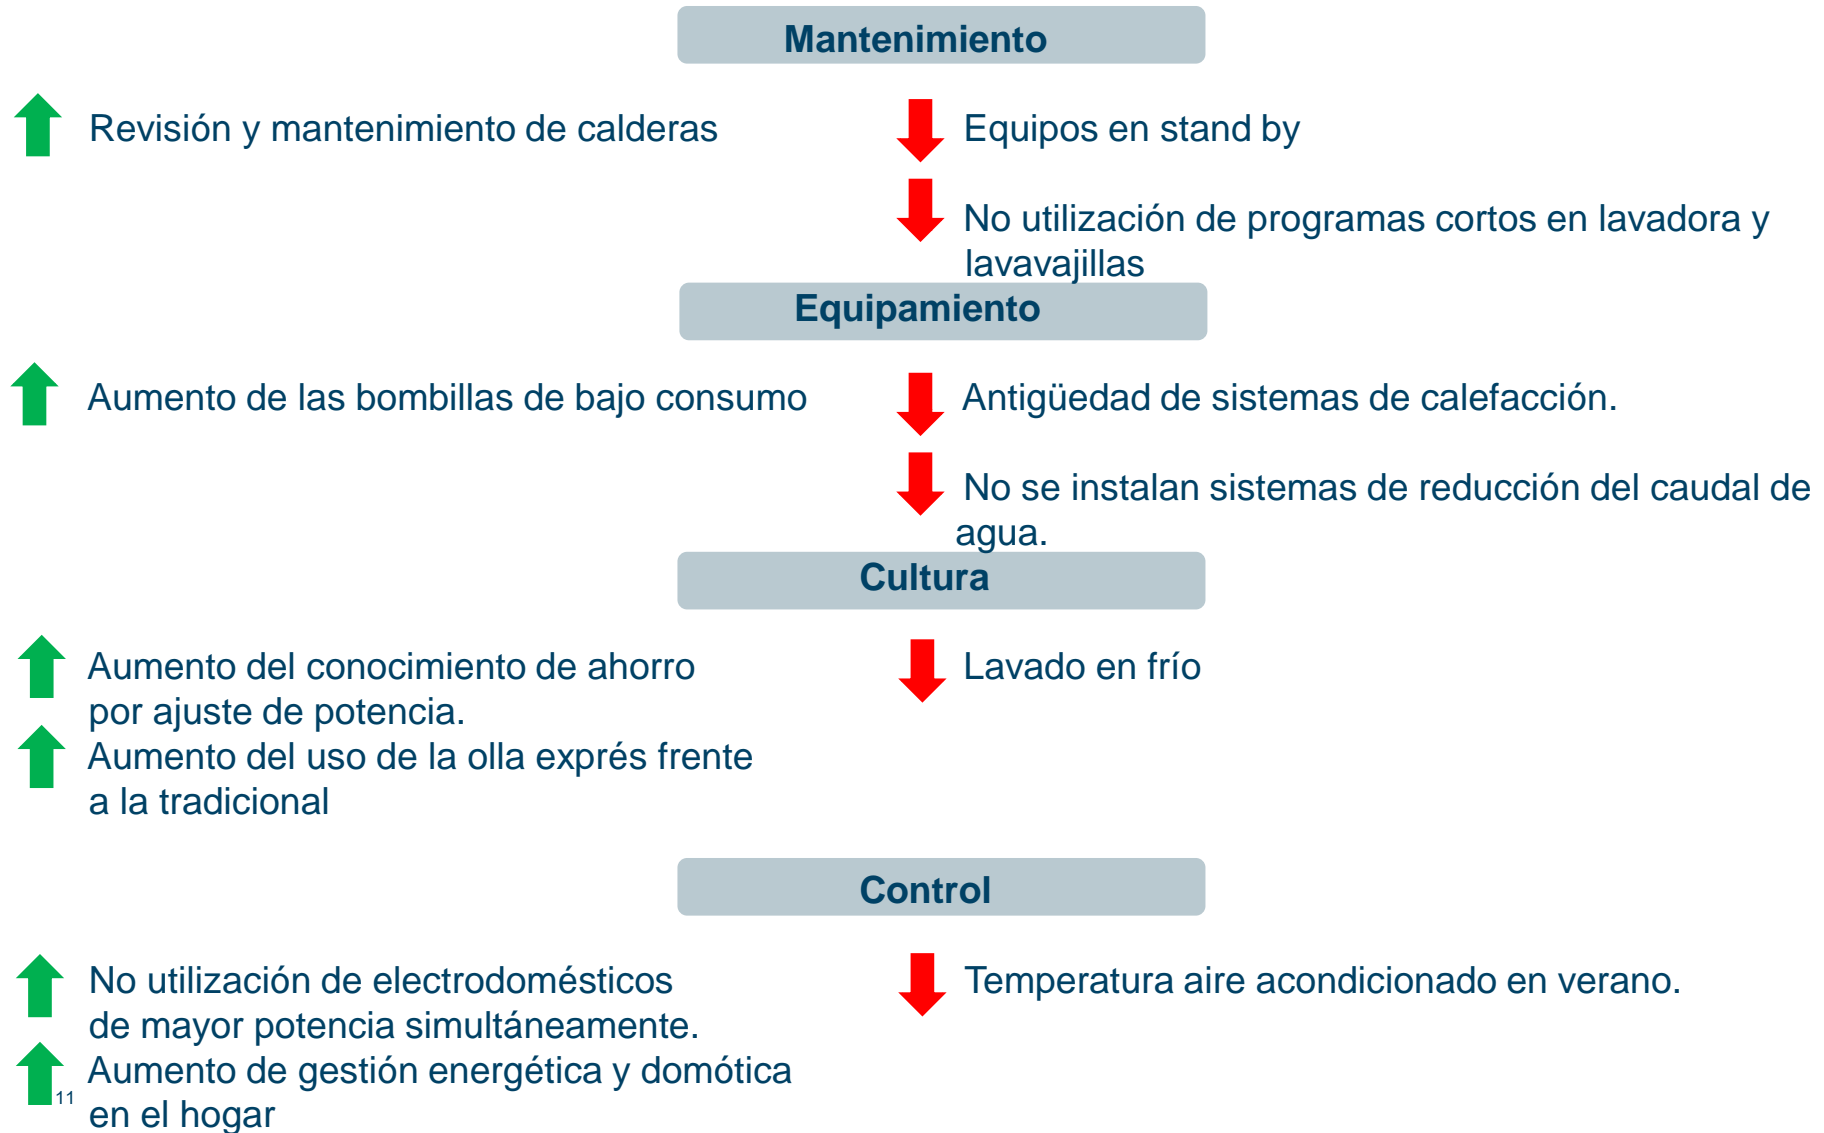 Mantenimiento
Revisión y mantenimiento de calderas
Equipos en stand by
No utilización de programas cortos en lavadora y
lavavajillas
Equipamiento
Aumento de las bombillas de bajo consumo
Antigüedad de sistemas de calefacción.
No se instalan sistemas de reducción del caudal de
agua.
Cultura
Aumento del conocimiento de ahorro
por ajuste de potencia.
Aumento del uso de la olla exprés frente
a la tradicional
Lavado en frío
Control
No utilización de electrodomésticos
de mayor potencia simultáneamente.
Aumento de gestión energética y domótica
en el hogar
Temperatura aire acondicionado en verano.
11